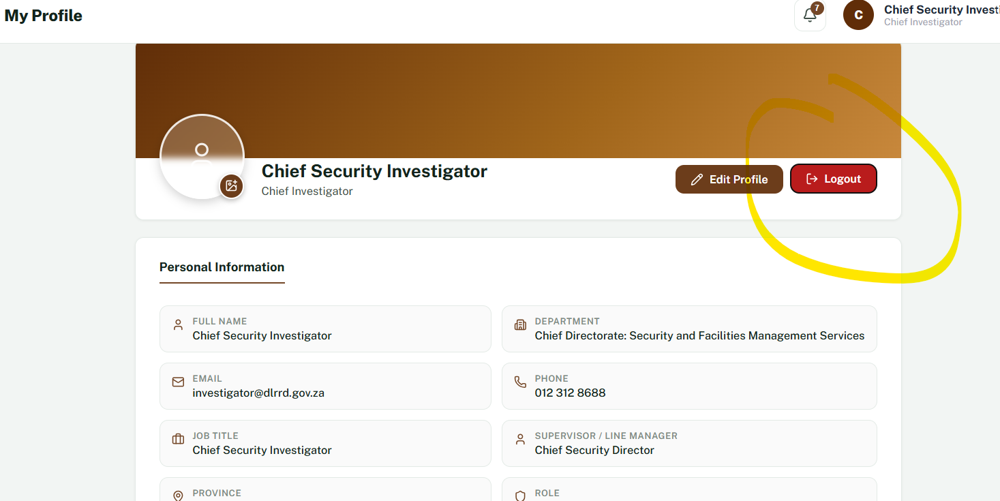 My Profile
7
C
Chief Security Investi
Chief Investigator
Chief Security Investigator
Chief Investigator
Edit Profile
Logout
Personal Information
FULL NAME
Chief Security Investigator
DEPARTMENT
Chief Directorate: Security and Facilities Management Services
EMAIL
investigator@dlrrd.gov.za
PHONE
012 312 8688
JOB TITLE
Chief Security Investigator
SUPERVISOR / LINE MANAGER
Chief Security Director
PROVINCE
ROLE